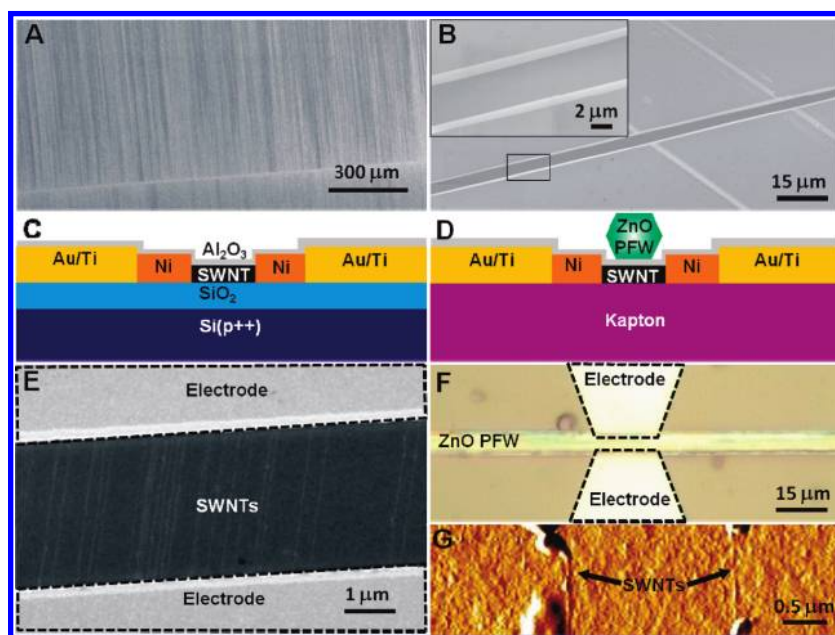 A
300 μm
B
2 μm
15 μm
C
Al2O3
Au/Ti
Ni
SWNT
Ni
Au/Ti
SiO2
Si(p++)
D
ZnO
PFW
Au/Ti
Ni
SWNT
Ni
Au/Ti
Kapton
E
Electrode
SWNTs
Electrode
1 μm
F
Electrode
ZnO PFW
Electrode
15 μm
G
SWNTs
0.5 μm